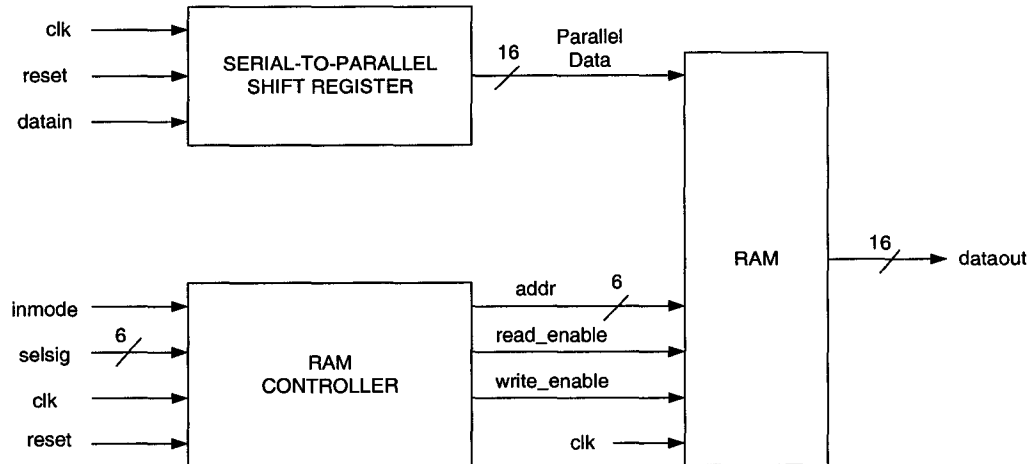 clk
reset
datain
SERIAL-TO-PARALLEL
SHIFT REGISTER
16
Parallel
Data
RAM
16
dataout
inmode
6
selsig
clk
reset
RAM
CONTROLLER
addr
6
read_enable
write_enable
clk